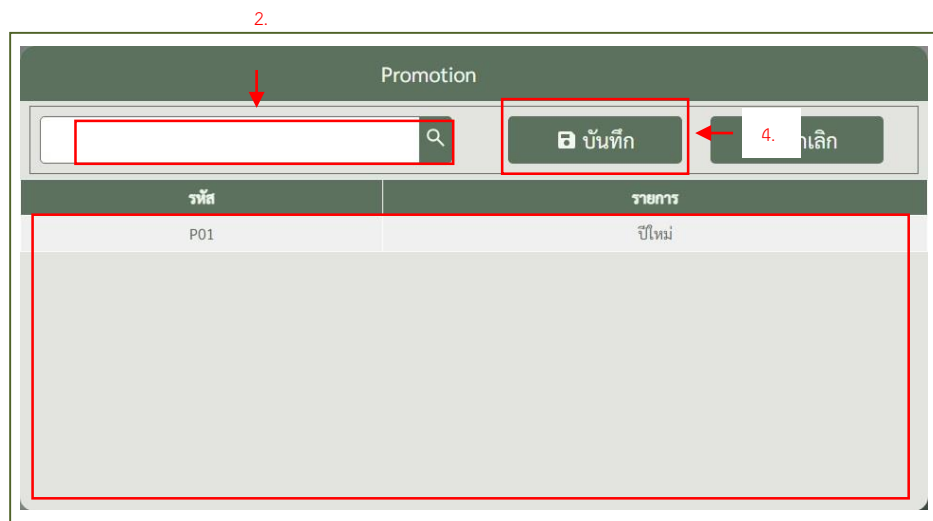 2.
Promotion
บันทึก
4.
รหัส รายการ
P01 ปีใหม่